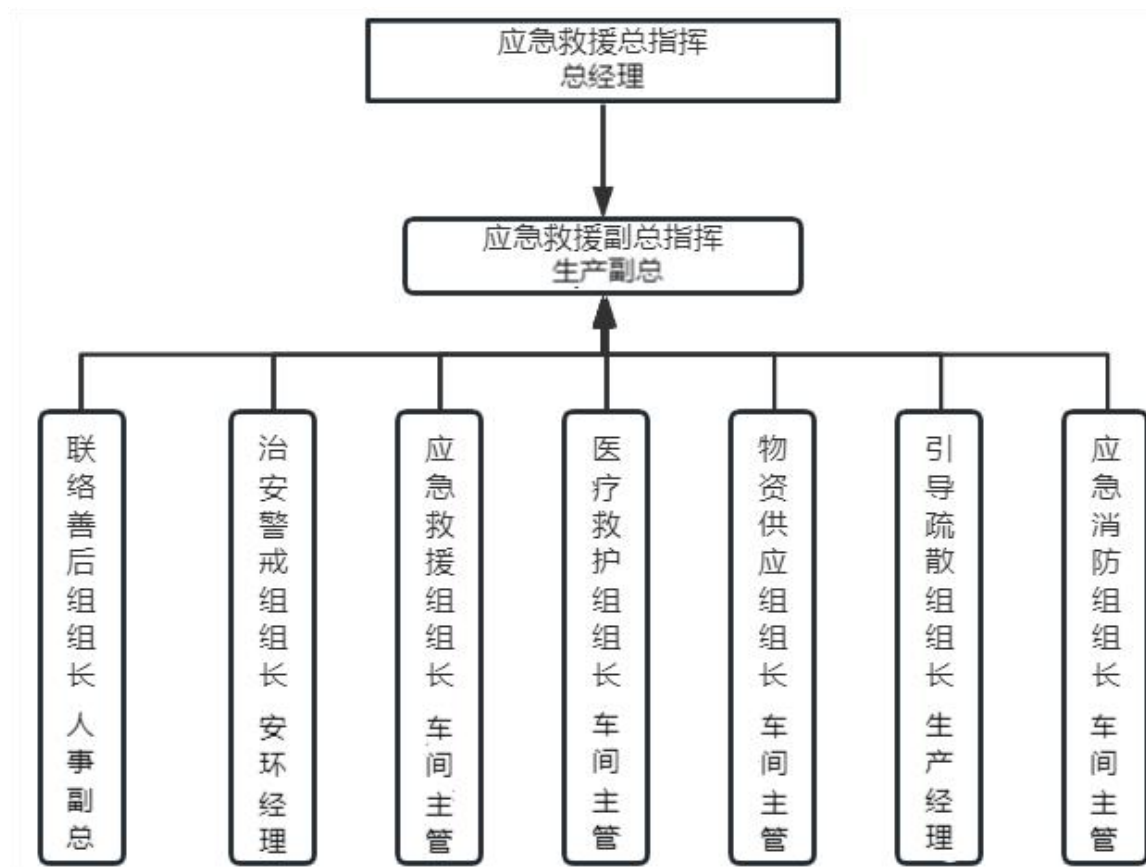 应急救援总指挥
总经理
应急救援副总指挥
生产副总
联络善后组组长 人事副总
治安警戒组组长 安环经理
应急救援组组长 车间主管
医疗救护组组长 车间主管
物资供应组组长 车间主管
引导疏散组组长 生产经理
应急消防组组长 车间主管